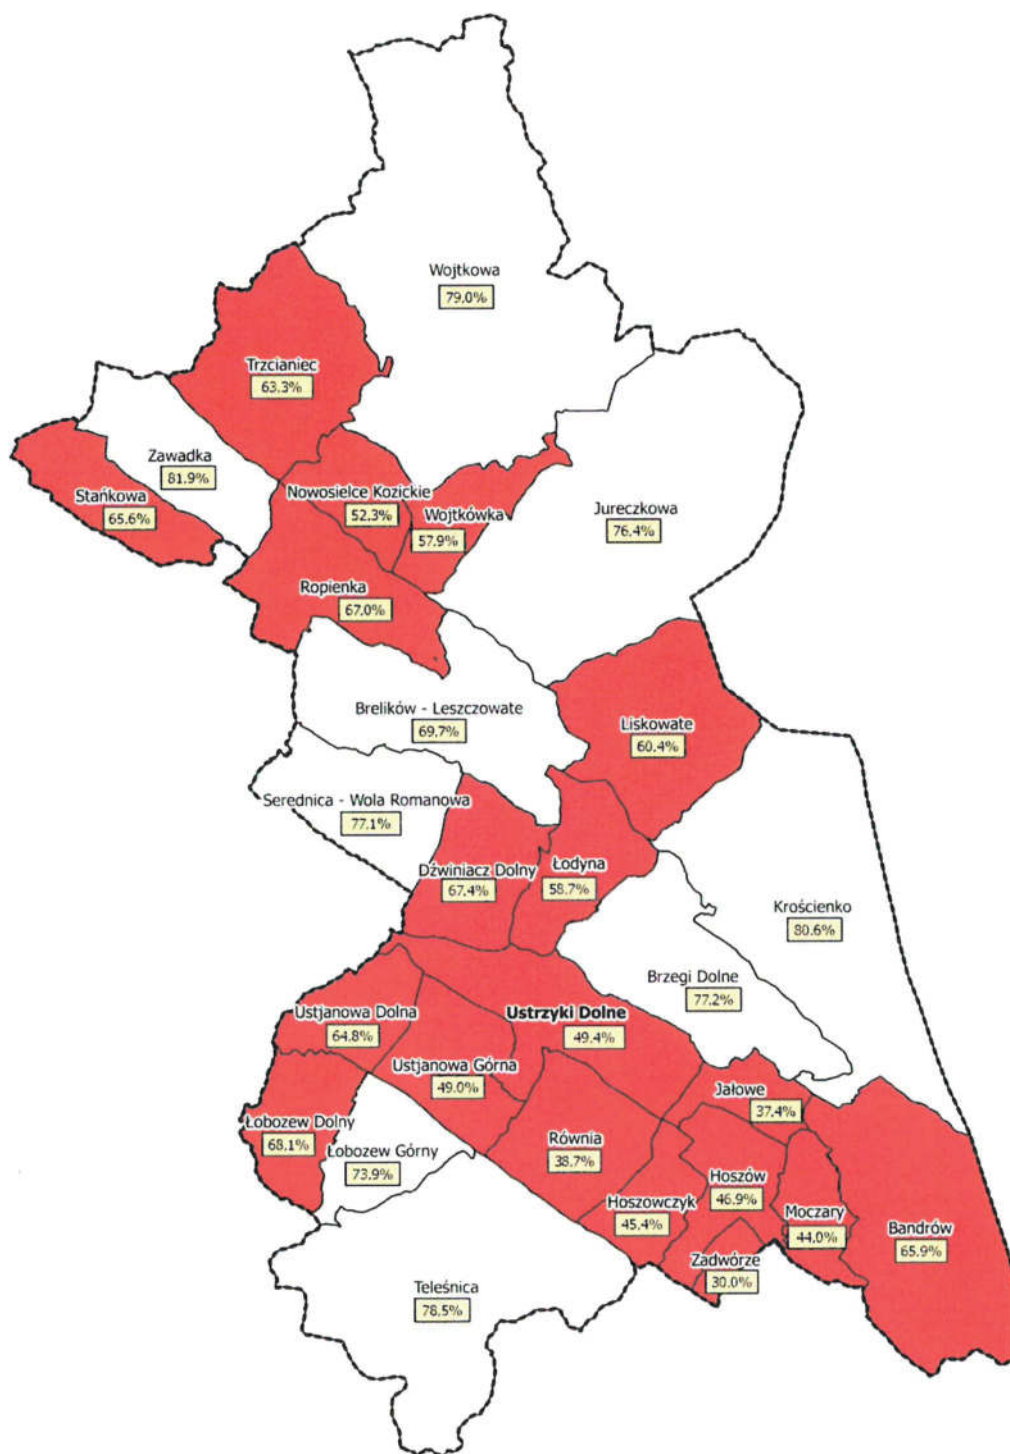 Wojtkowa
79.0%
Trzcianiec
63.3%
Zawadka
81.9%
Stańkowa
65.6%
Nowosielce Kozickie
52.3%
Wojtkówka
57.9%
Jureczkowa
76.4%
Ropienka
67.0%
Brelików - Leszczowate
69.7%
Liskowate
60.4%
Serednica - Wola Romanowa
77.1%
Dźwiniacz Dolny
67.4%
Łodyna
58.7%
Krościenko
80.6%
Brzegi Dolne
77.2%
Ustjanowa Dolna
64.8%
Ustrzyki Dolne
49.4%
Ustjanowa Górna
49.0%
Jałowe
37.4%
Łobozew Dolny
68.1%
Łobozew Górny
73.9%
Równia
38.7%
Hoszów
46.9%
Hoszowczyk
45.4%
Moczary
44.0%
Bandrów
65.9%
Zadwórze
30.0%
Teleśnica
78.5%